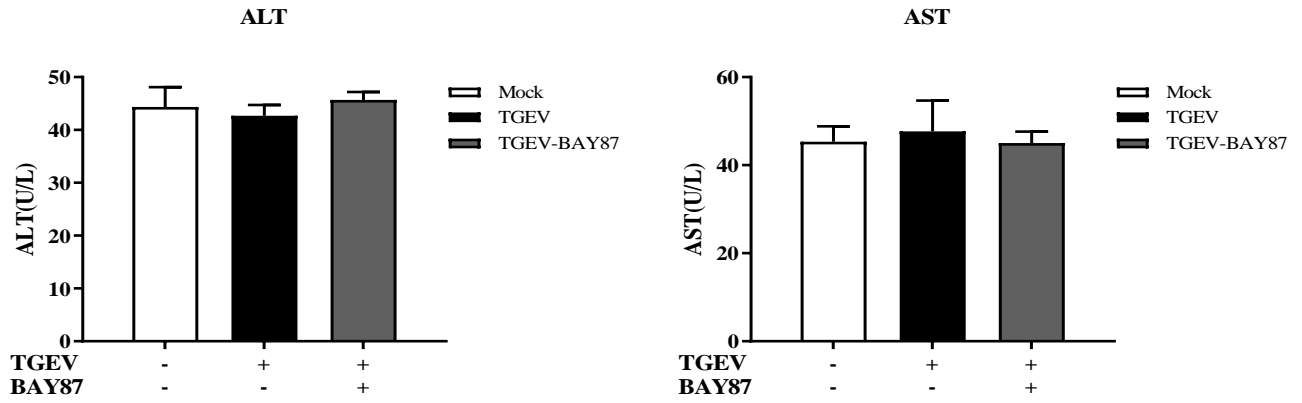 ALT
ALT(U/L)
50
40
30
20
10
0
Mock
TGEV
TGEV-BAY87
TGEV - + +
BAY87 - - +
AST
AST(U/L)
60
40
20
0
Mock
TGEV
TGEV-BAY87
TGEV - + +
BAY87 - - +